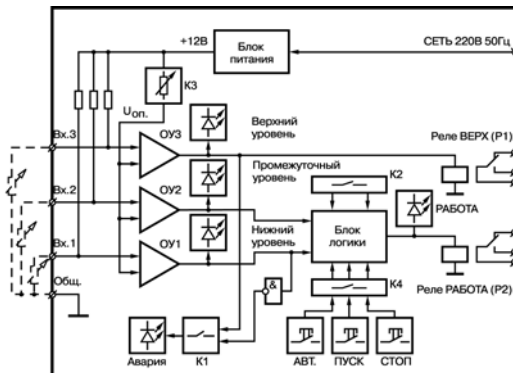 +12В
Блок
питания
СЕТЬ 220В 50Гц
К3
Uоп.
Вх.3
ОУ3
Верхний
уровень
Реле ВЕРХ (Р1)
Промежуточный
уровень
К2
Вх.2
ОУ2
РАБОТА
Нижний
уровень
Блок
логики
Вх.1
ОУ1
Реле РАБОТА (Р2)
Общ.
&
К4
Авария
К1
АВТ.
ПУСК
СТОП